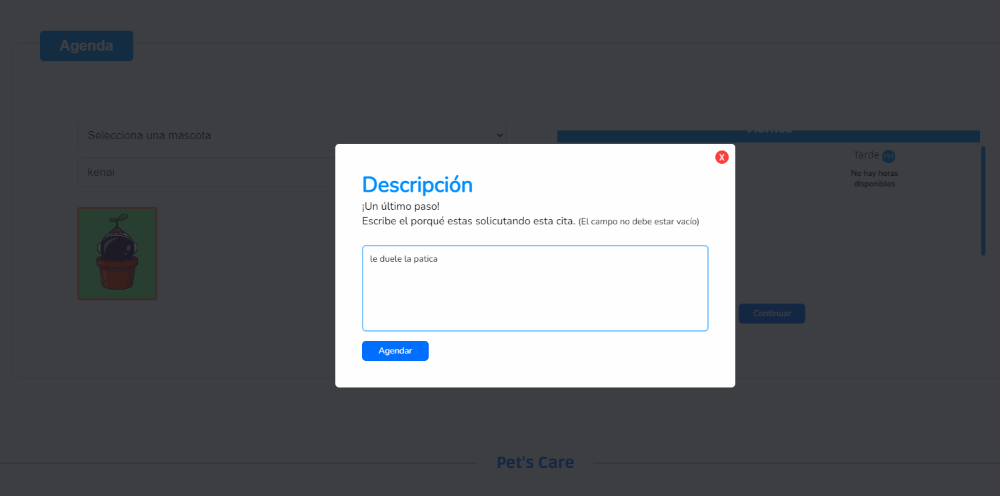 Agenda
Selecciona una mascota
kenai
Viernes
Tarde PM
No hay horas
disponibles
Continuar
X
Descripción
¡Un último paso!
Escribe el porqué estas solicutando esta cita. (El campo no debe estar vacío)
le duele la patica
Agendar
Pet's Care